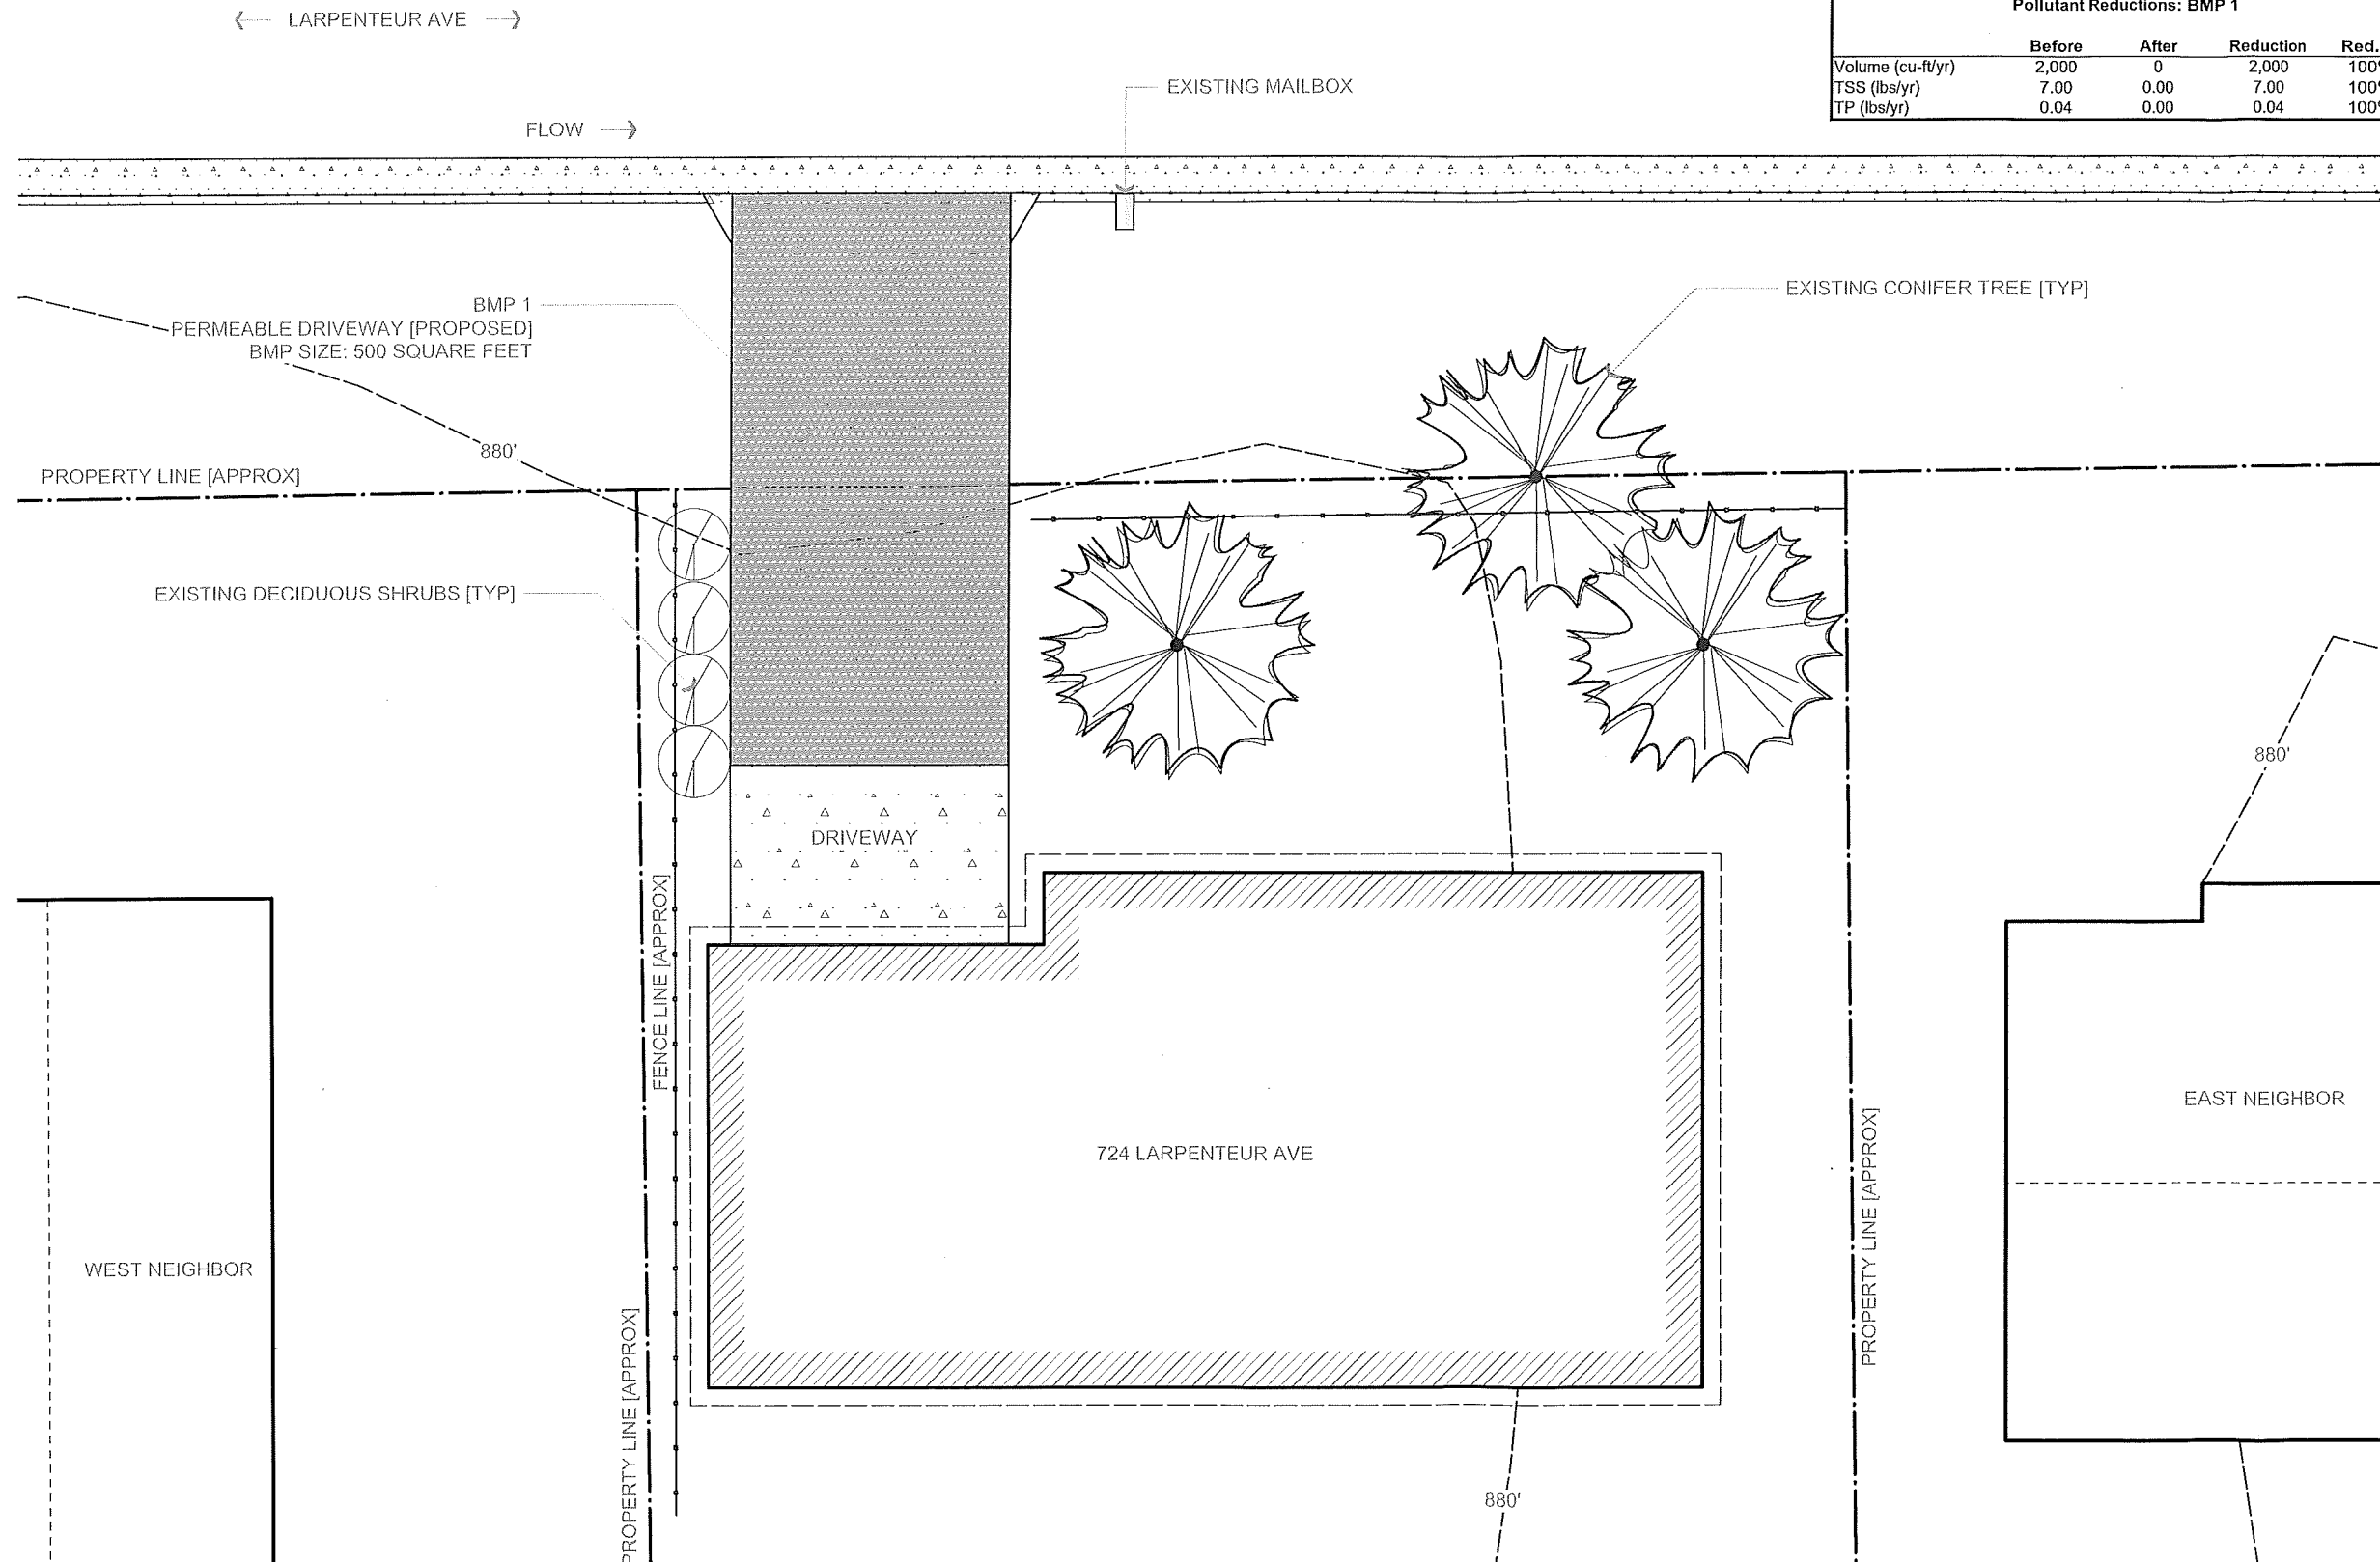 LARPENTEUR AVE
Pollutant Reductions: BMP 1
Before After Reduction Red.
Volume (cu-ft/yr) 2,000 0 2,000 100
TSS (lbs/yr) 7.00 0.00 7.00 100
TP (lbs/yr) 0.04 0.00 0.04 100
EXISTING MAILBOX
FLOW
EXISTING CONIFER TREE [TYP]
BMP 1
PERMEABLE DRIVEWAY [PROPOSED]
BMP SIZE: 500 SQUARE FEET
880'
PROPERTY LINE [APPROX]
EXISTING DECIDUOUS SHRUBS [TYP]
880'
DRIVEWAY
FENCE LINE [APPROX]
EAST NEIGHBOR
724 LARPENTEUR AVE
PROPERTY LINE [APPROX]
WEST NEIGHBOR
PROPERTY LINE [APPROX]
880'